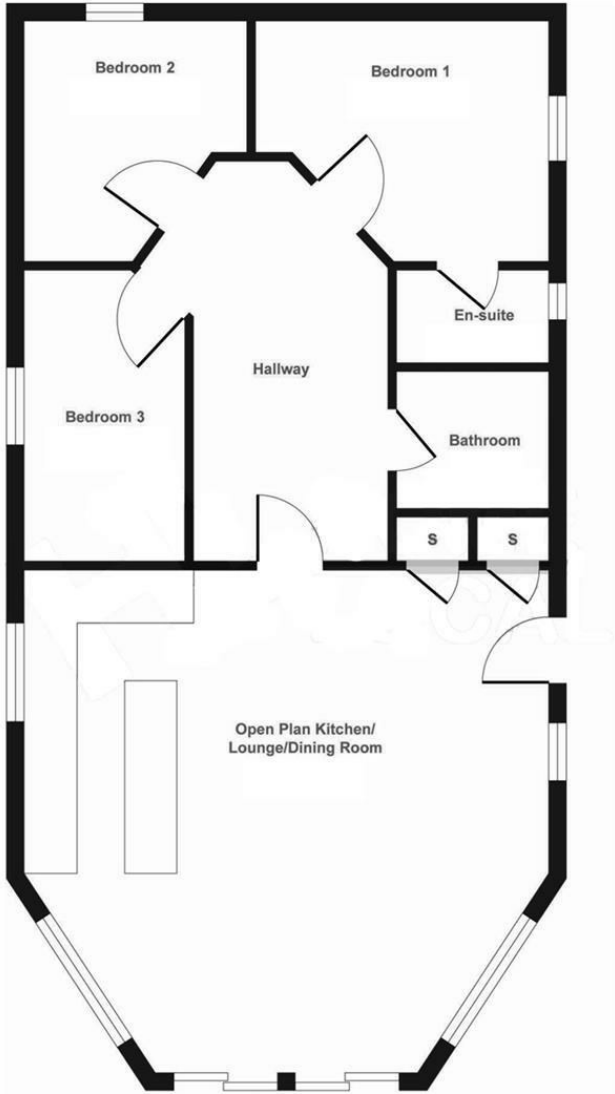 Bedroom 2
Bedroom 1
En-suite
Hallway
Bedroom 3
Bathroom
S
S
Open Plan Kitchen/
Lounge/Dining Room